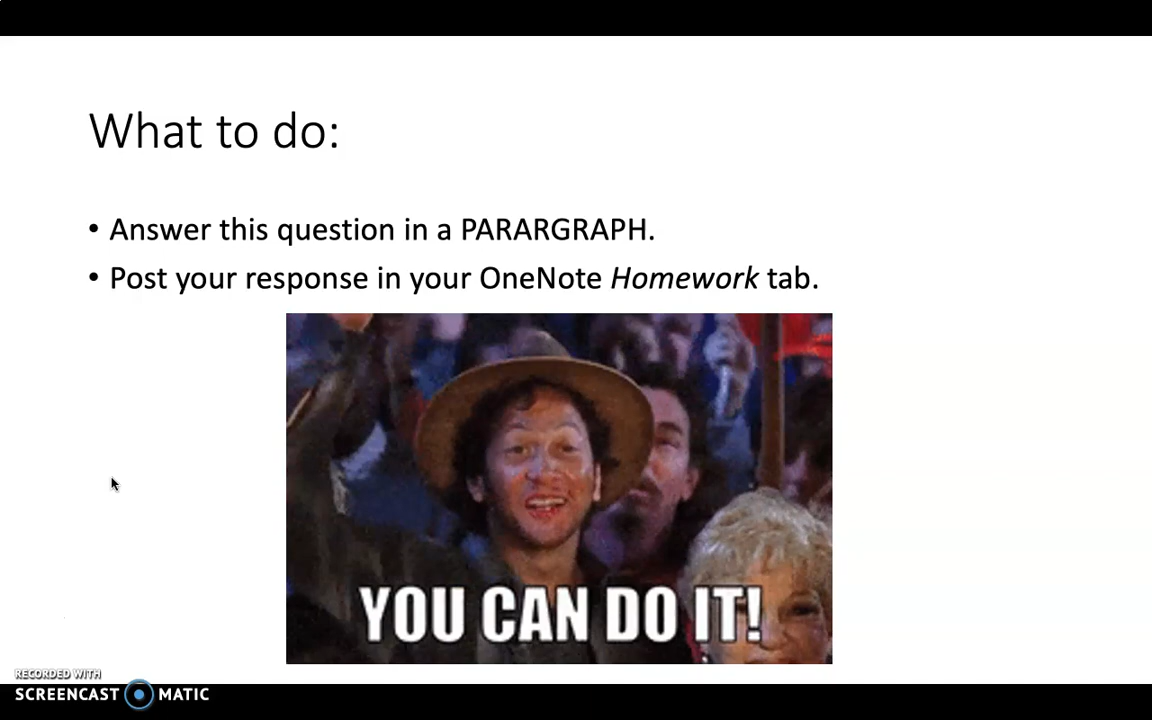 What to do:
• Answer this question in a PARARGRAPH.
• Post your response in your OneNote Homework tab.
YOU CAN DO IT!
RECORDED WITH
SCREENCAST MATIC